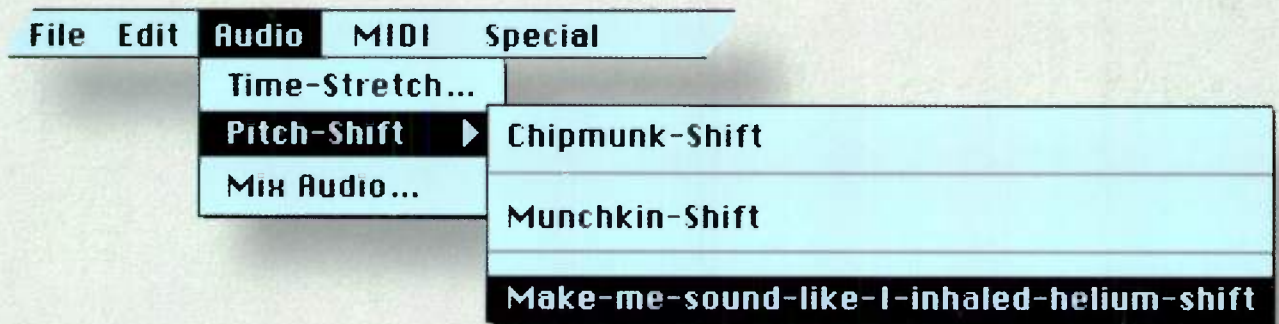 File Edit Audio MIDI Special
Time-Stretch...
Pitch-Shift
Chipmunk-Shift
Mix Audio...
Munchkin-Shift
Make-me-sound-like-I-inhaled-helium-shift